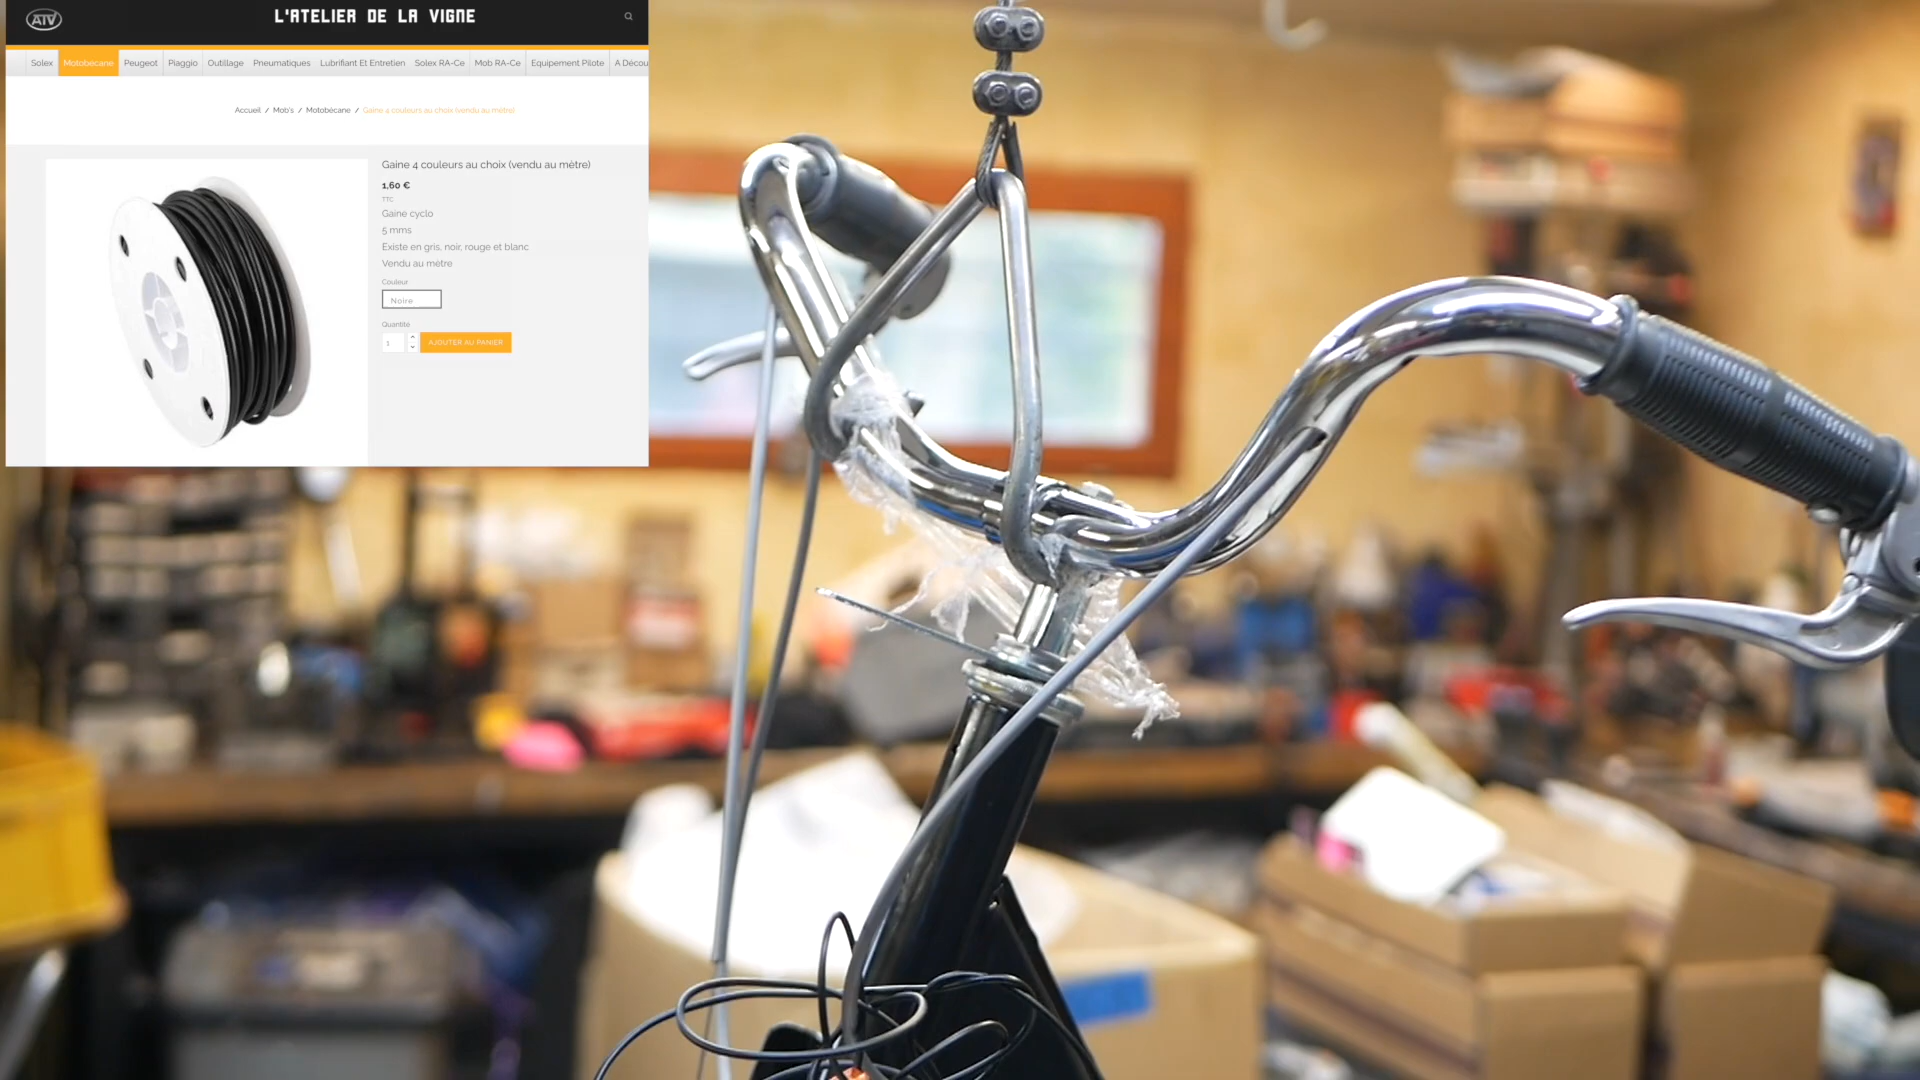 ATV
L'ATELIER DE LA VIGNE
Solex Motobécane Peugeot Piaggio Outillage Pneumatiques Lubrifiant Et Entretien Solex RA-Ce Mob RA-Ce Equipement Pilote A Décou
Accueil / Mob's / Motobécane / Gaine 4 couleurs au choix (vendu au mètre)
Gaine 4 couleurs au choix (vendu au mètre)
1,60 €
TTC
Gaine cyclo
5 mms
Existe en gris, noir, rouge et blanc
Vendu au mètre
Couleur
Noire
Quantité
1
AJOUTER AU PANIER